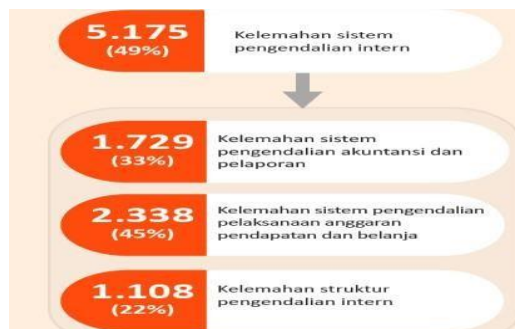 5.175
(49%)
Kelemahan sistem
pengendalian intern
1.729
(33%)
Kelemahan sistem
pengendalian akuntansi dan
pelaporan
2.338
(45%)
Kelemahan sistem pengendalian
pelaksanaan anggaran
pendapatan dan belanja
1.108
(22%)
Kelemahan struktur
pengendalian intern